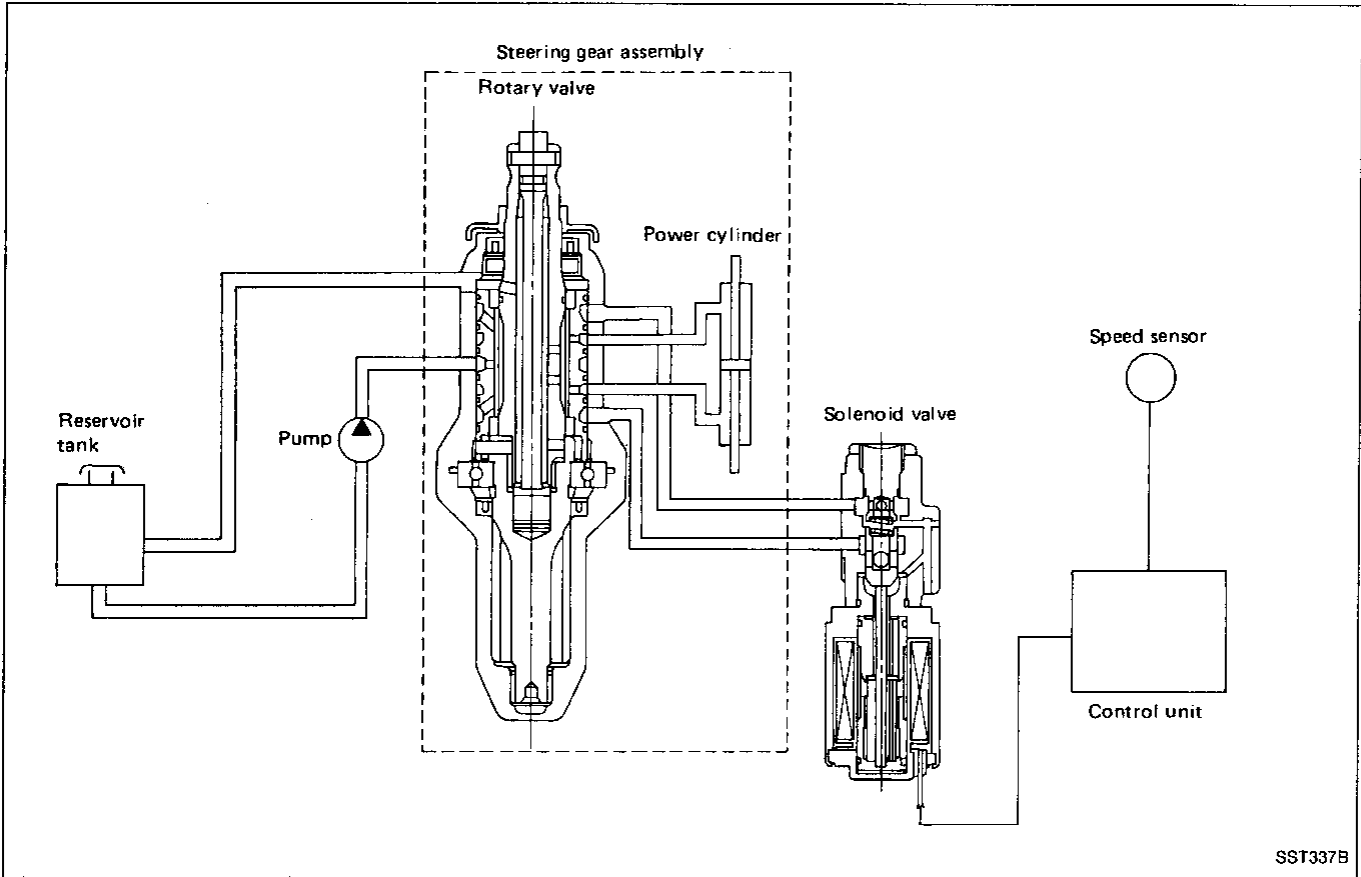 Steering gear assembly
Rotary valve
Power cylinder
Speed sensor
Solenoid valve
Reservoir
tank
Pump
Control unit
SST337B